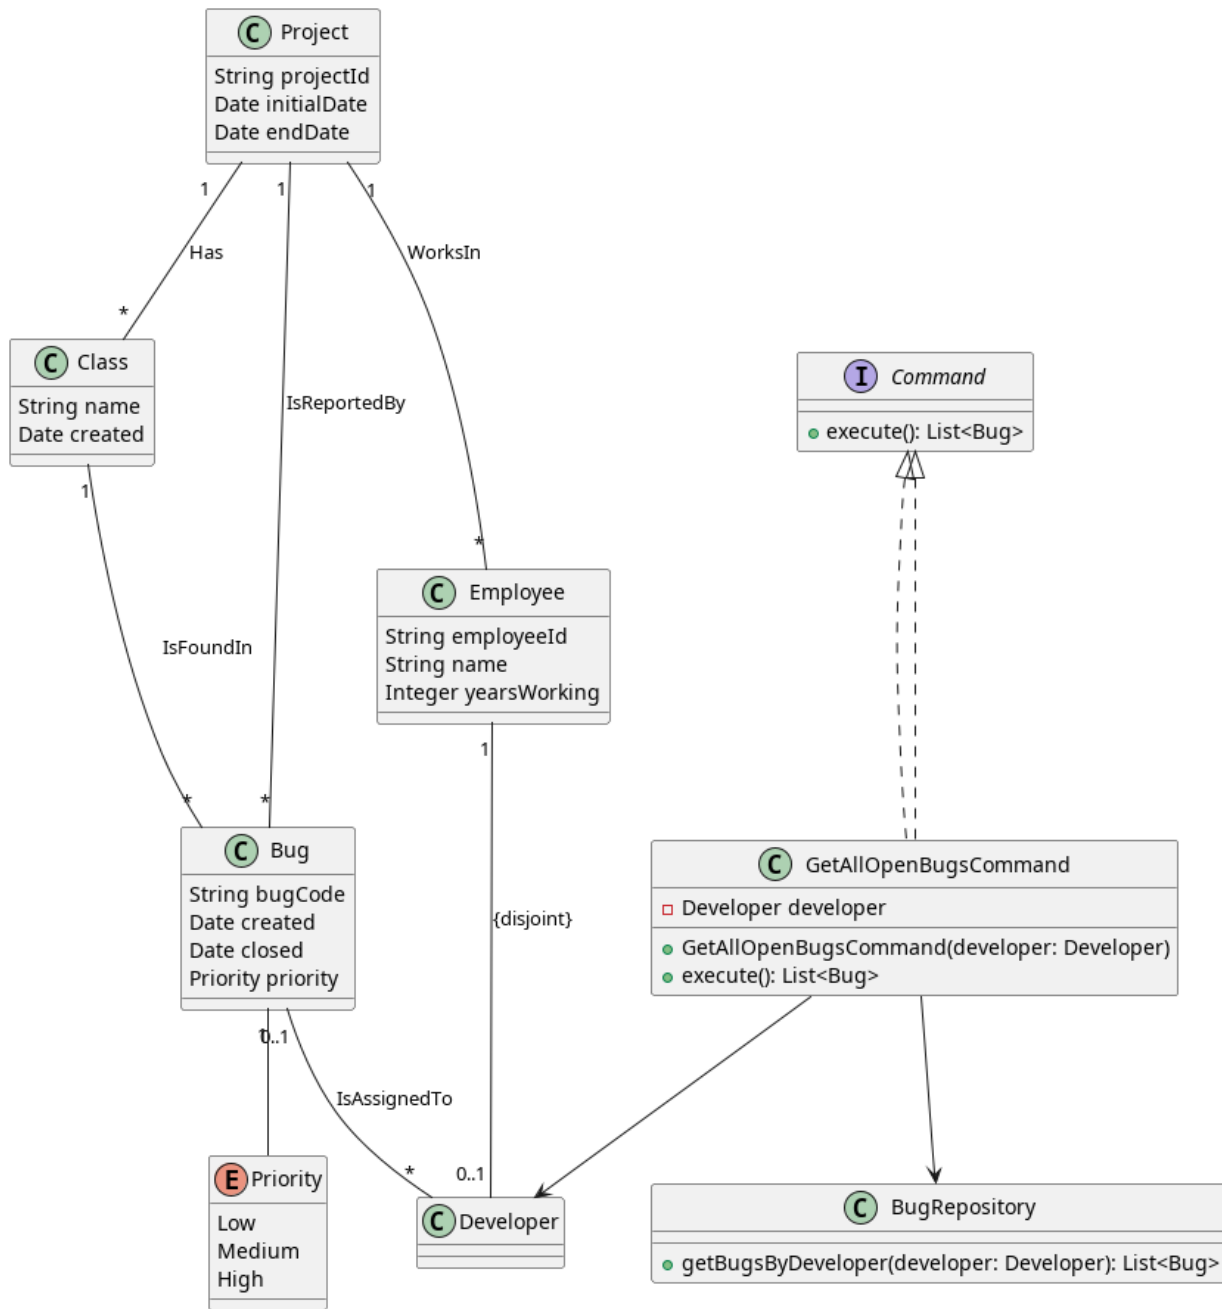 C Project
String projectId
Date initialDate
Date endDate
1
1
1
Has
WorksIn
*
C Class
String name
Date created
I Command
execute(): List<Bug>
IsReportedBy
1
*
C Employee
String employeeId
String name
Integer yearsWorking
IsFoundIn
1
*
*
C Bug
String bugCode
Date created
Date closed
Priority priority
C GetAllOpenBugsCommand
Developer developer
GetAllOpenBugsCommand(developer: Developer)
execute(): List<Bug>
{disjoint}
1
0..1
IsAssignedTo
*
0..1
E Priority
Low
Medium
High
C Developer
C BugRepository
getBugsByDeveloper(developer: Developer): List<Bug>